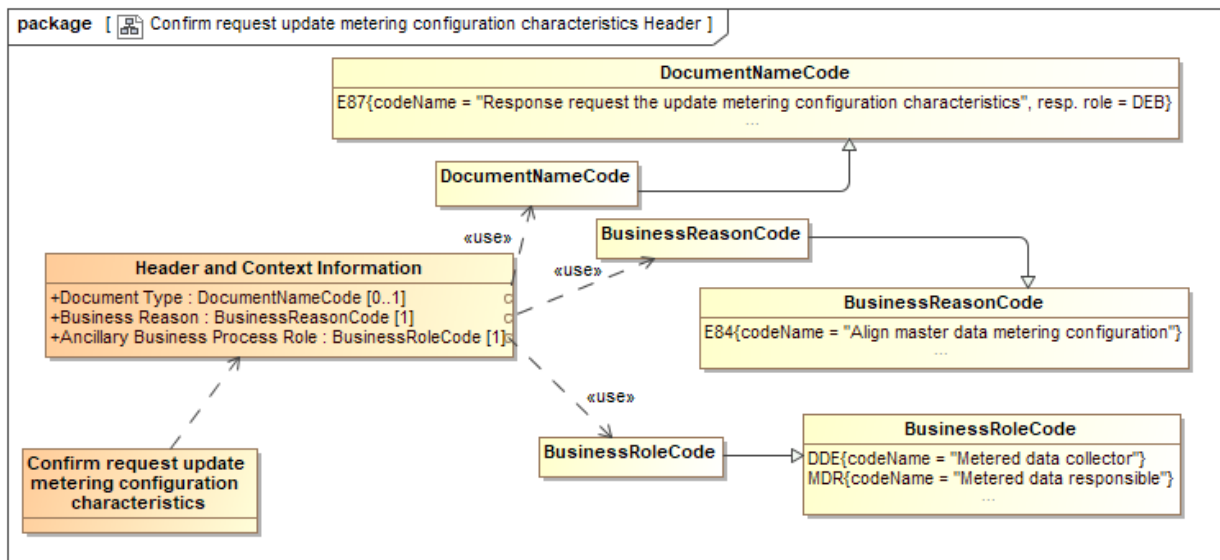 package [ Confirm request update metering configuration characteristics Header ]
DocumentNameCode
E87{codeName = "Response request the update metering configuration characteristics", resp. role = DEB}
...
DocumentNameCode
«use»
BusinessReasonCode
«use»
Header and Context Information
+Document Type : DocumentNameCode [0..1]
+Business Reason : BusinessReasonCode [1]
+Ancillary Business Process Role : BusinessRoleCode [1]
BusinessReasonCode
E84{codeName = "Align master data metering configuration"}
...
«use»
BusinessRoleCode
BusinessRoleCode
DDE{codeName = "Metered data collector"}
MDR{codeName = "Metered data responsible"}
...
Confirm request update
metering configuration
characteristics